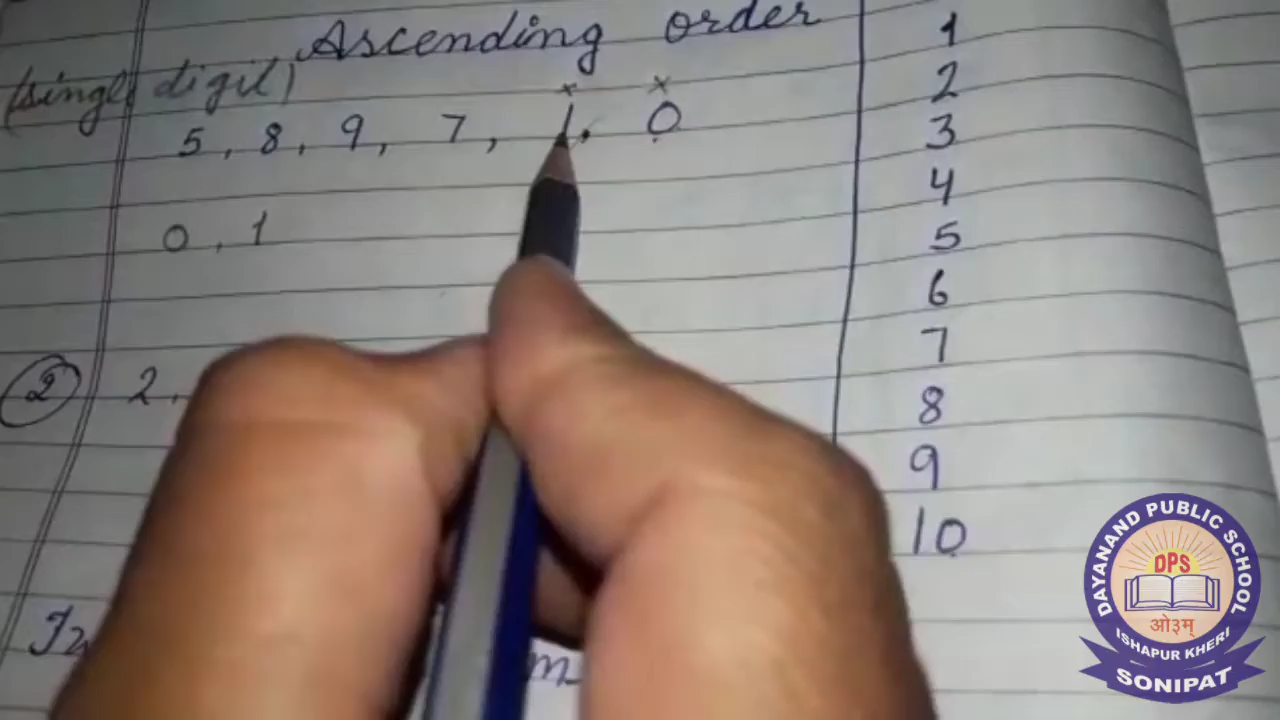 Ascending order
(single digit)
5, 8, 9, 7, 1, 0
0, 1
② 2,
1
2
3
4
5
6
7
8
9
10
DAYANAND PUBLIC SCHOOL
DPS
ओ३म्
ISHAPUR KHERI
SONIPAT